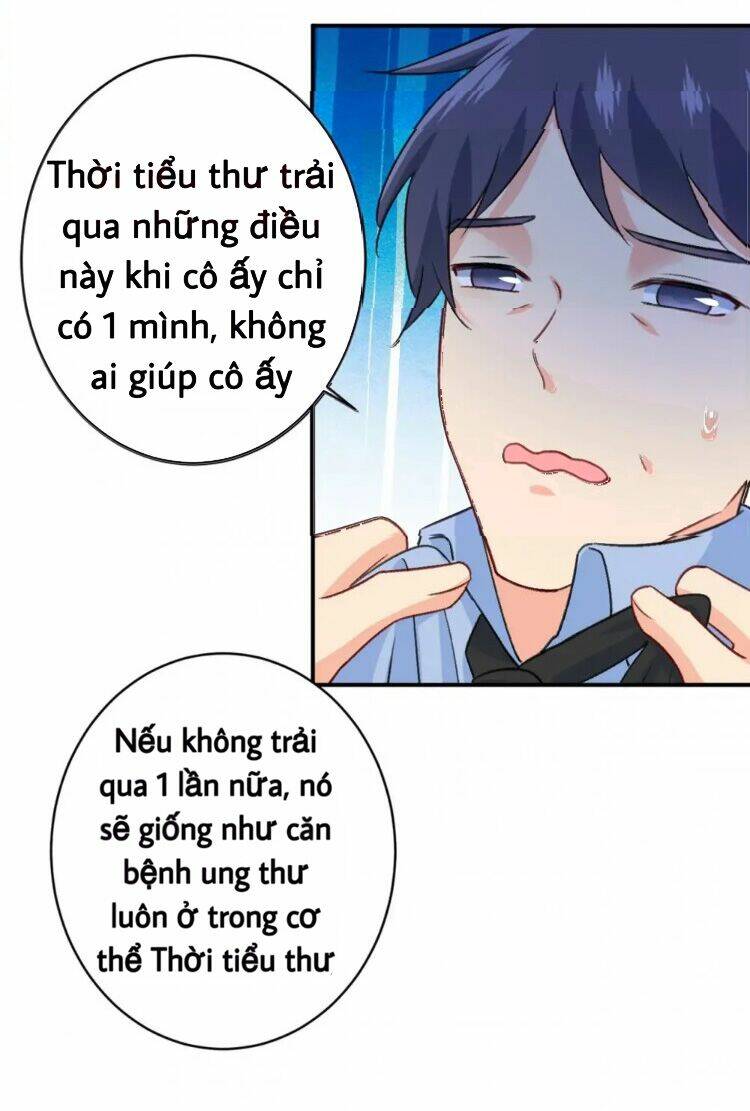 Thời tiểu thư trải
qua những điều
này khi cô ấy chỉ
có 1 mình, không
ai giúp cô ấy
Nếu không trải
qua 1 lần nữa, nó
sẽ giống như căn
bệnh ung thư
luôn ở trong cơ
thể Thời tiểu thư